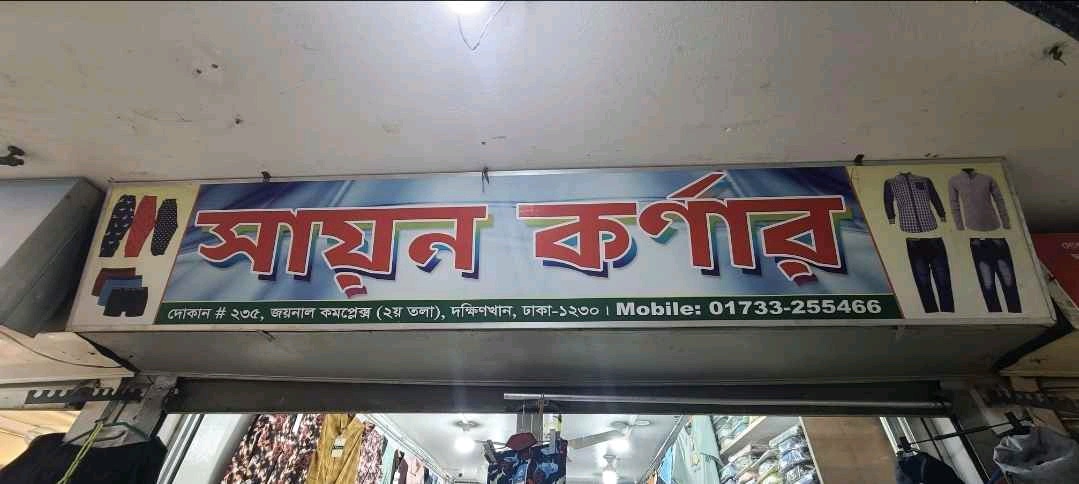 সায়ন কর্ণার
দোকান # ২৩৫, জয়নাল কমপ্লেক্স (২য় তলা), দক্ষিণখান, ঢাকা-১২৩০ । Mobile: 01733-255466